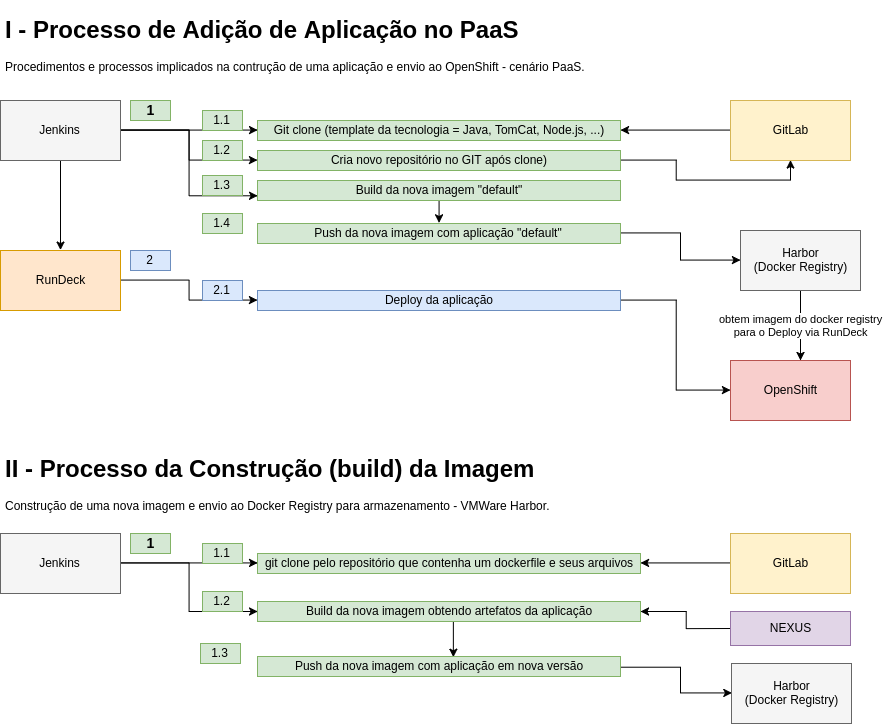 I - Processo de Adição de Aplicação no PaaS
Procedimentos e processos implicados na contrução de uma aplicação e envio ao OpenShift - cenário PaaS.
Jenkins
1
1.1
Git clone (template da tecnologia = Java, TomCat, Node.js, ...)
GitLab
1.2
Cria novo repositório no GIT após clone)
1.3
Build da nova imagem "default"
1.4
Push da nova imagem com aplicação "default"
Harbor
(Docker Registry)
RunDeck
2
2.1
Deploy da aplicação
obtem imagem do docker registry
para o Deploy via RunDeck
OpenShift
II - Processo da Construção (build) da Imagem
Construção de uma nova imagem e envio ao Docker Registry para armazenamento - VMWare Harbor.
Jenkins
1
1.1
git clone pelo repositório que contenha um dockerfile e seus arquivos
GitLab
1.2
Build da nova imagem obtendo artefatos da aplicação
NEXUS
1.3
Push da nova imagem com aplicação em nova versão
Harbor
(Docker Registry)